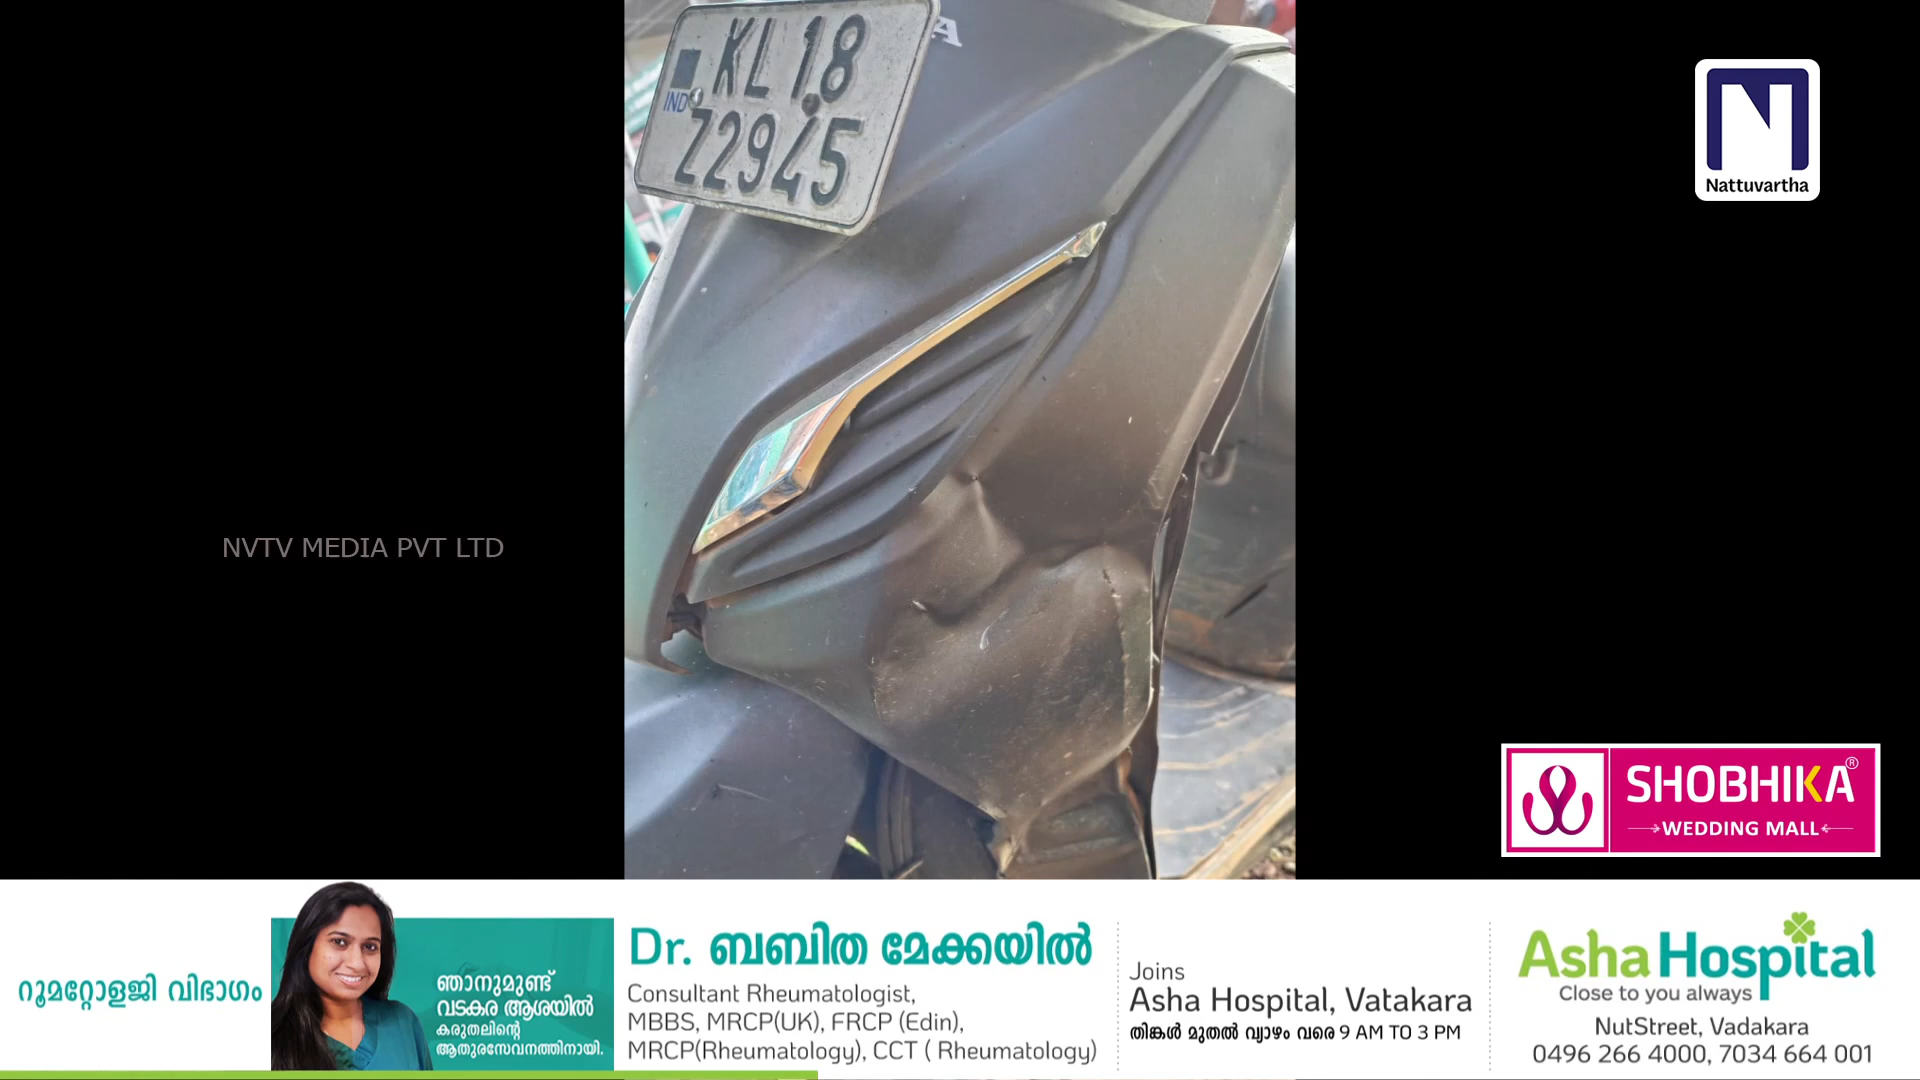 KL18
IND
Z2945
A
Nattuvartha
NVTV MEDIA PVT LTD
SHOBHIKA®
WEDDING MALL
റൂമറ്റോളജി വിഭാഗം
ഞാനുമുണ്ട്
വടകര ആശയിൽ
കരുതലിന്റെ
ആതുരസേവനത്തിനായി.
Dr. ബബിത മേക്കയിൽ
Consultant Rheumatologist,
MBBS, MRCP(UK), FRCP (Edin),
MRCP(Rheumatology), CCT ( Rheumatology)
Joins
Asha Hospital, Vatakara
തിങ്കൾ മുതൽ വ്യാഴം വരെ 9 AM TO 3 PM
Asha Hospital
Close to you always
NutStreet, Vadakara
0496 266 4000, 7034 664 001